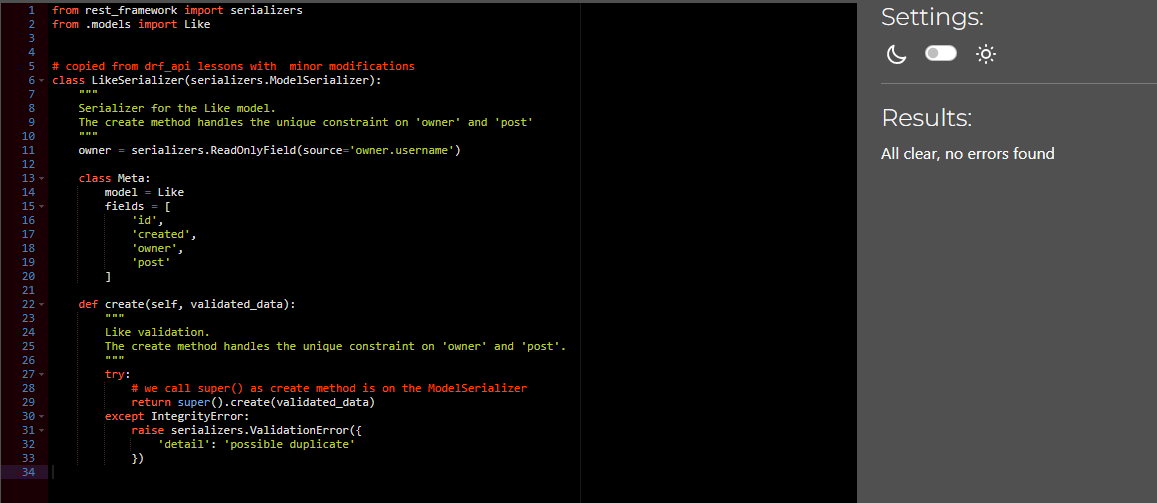 1 from rest_framework import serializers
2 from .models import Like
3
4
5 # copied from drf_api lessons with  minor modifications
6 class LikeSerializer(serializers.ModelSerializer):
7     """
8     Serializer for the Like model.
9     The create method handles the unique constraint on 'owner' and 'post'
10     """
11     owner = serializers.ReadOnlyField(source='owner.username')
12
13     class Meta:
14         model = Like
15         fields = [
16             'id',
17             'created',
18             'owner',
19             'post'
20         ]
21
22     def create(self, validated_data):
23         """
24         Like validation.
25         The create method handles the unique constraint on 'owner' and 'post'.
26         """
27         try:
28             # we call super() as create method is on the ModelSerializer
29             return super().create(validated_data)
30         except IntegrityError:
31             raise serializers.ValidationError({
32                 'detail': 'possible duplicate'
33             })
34
Settings:
Results:
All clear, no errors found